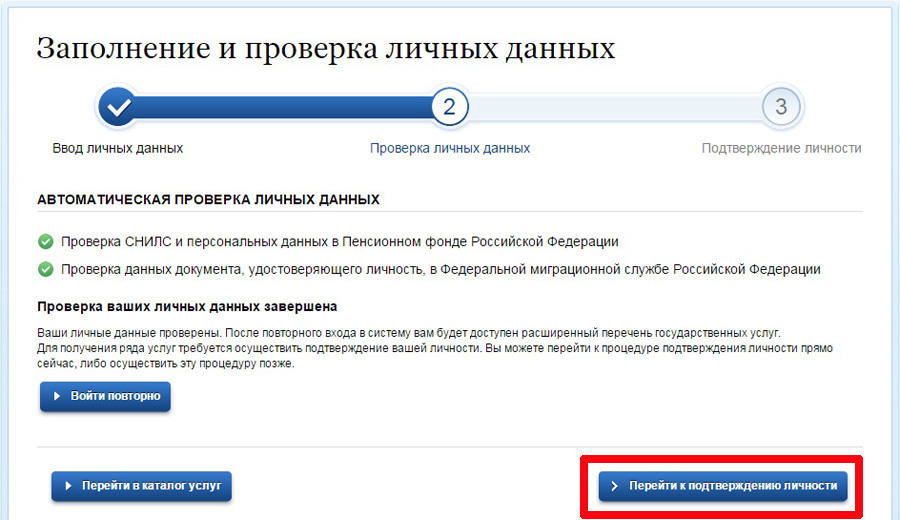 Заполнение и проверка личных данных
2
3
Ввод личных данных
Проверка личных данных
Подтверждение личности
АВТОМАТИЧЕСКАЯ ПРОВЕРКА ЛИЧНЫХ ДАННЫХ
Проверка СНИЛС и персональных данных в Пенсионном фонде Российской Федерации
Проверка данных документа, удостоверяющего личность, в Федеральной миграционной службе Российской Федерации
Проверка ваших личных данных завершена
Ваши личные данные проверены. После повторного входа в систему вам будет доступен расширенный перечень государственных услуг.
Для получения ряда услуг требуется осуществить подтверждение вашей личности. Вы можете перейти к процедуре подтверждения личности прямо
сейчас, либо осуществить эту процедуру позже.
Войти повторно
Перейти в каталог услуг
Перейти к подтверждению личности